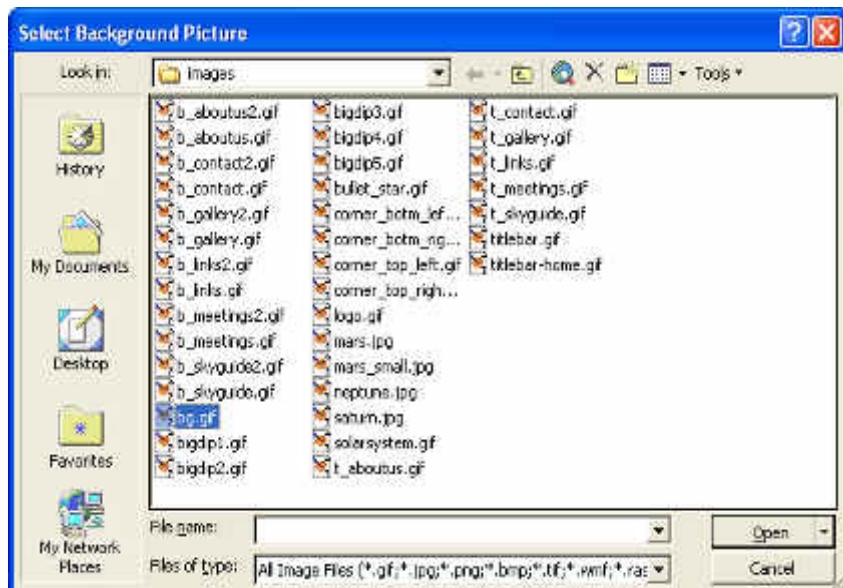 Select Background Picture
Look in:
images
Tools
History
My Documents
Desktop
Favorites
My Network
Places
b_aboutus2.gif
b_aboutus.gif
b_contact2.gif
b_contact.gif
b_gallery2.gif
b_gallery.gif
b_links2.gif
b_links.gif
b_meetings2.gif
b_meetings.gif
b_skyguide2.gif
b_skyguide.gif
bg.gif
bigdip1.gif
bigdip2.gif
bigdip3.gif
bigdip4.gif
bigdip5.gif
bullet_star.gif
corner_botm_lef...
corner_botm_rig...
corner_top_left.gif
corner_top_righ...
logo.gif
mars.jpg
mars_small.jpg
neptune.jpg
saturn.jpg
solarsystem.gif
t_aboutus.gif
t_contact.gif
t_gallery.gif
t_links.gif
t_meetings.gif
t_skyguide.gif
titlebar.gif
titlebar-home.gif
File name:
Open
Files of type:
All Image Files (*.gif;*.jpg;*.png;*.bmp;*.tif;*.wmf;*.ras
Cancel